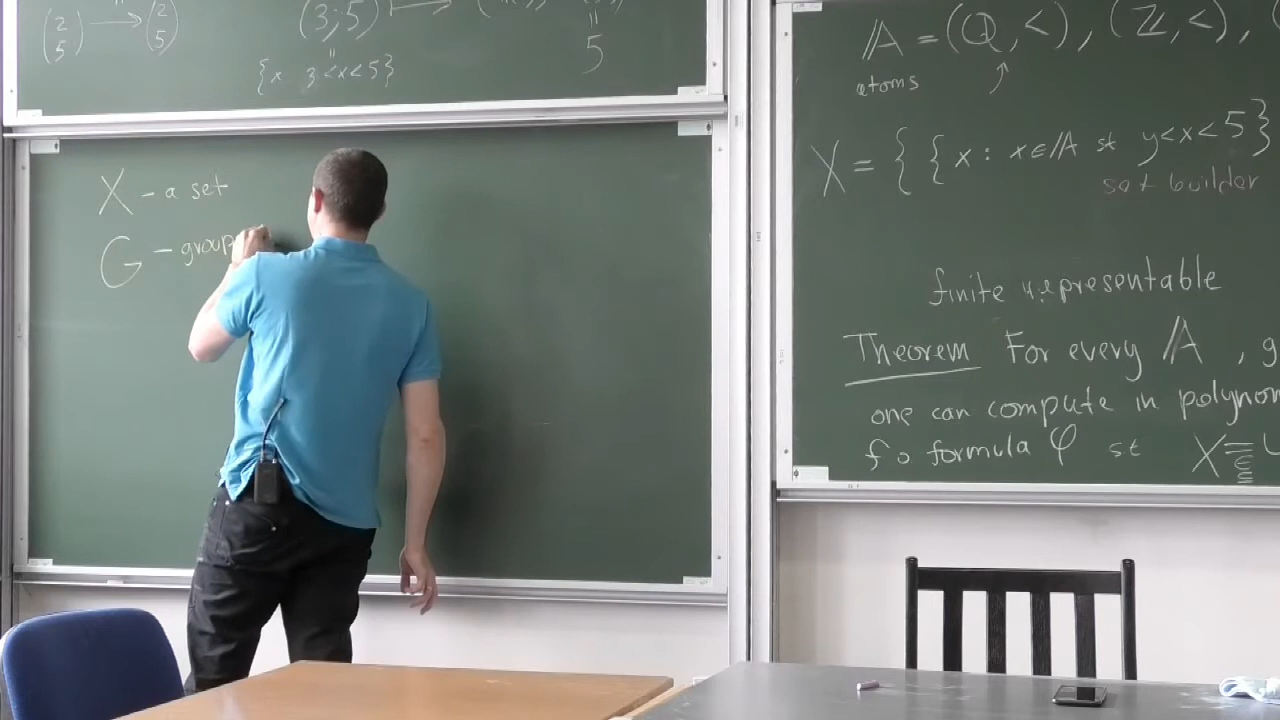 (2 5) → (2 5)
(3;5) ↦
"
"
{x 3<x<5}
5
X – a set
G – group
𝔸 = (ℚ, <), (ℤ, <),
atoms ↑
X = { {x : x∈𝔸 st y<x<5}
set builder
finite representable
Theorem For every 𝔸 ,
one can compute in
fo formula φ st X